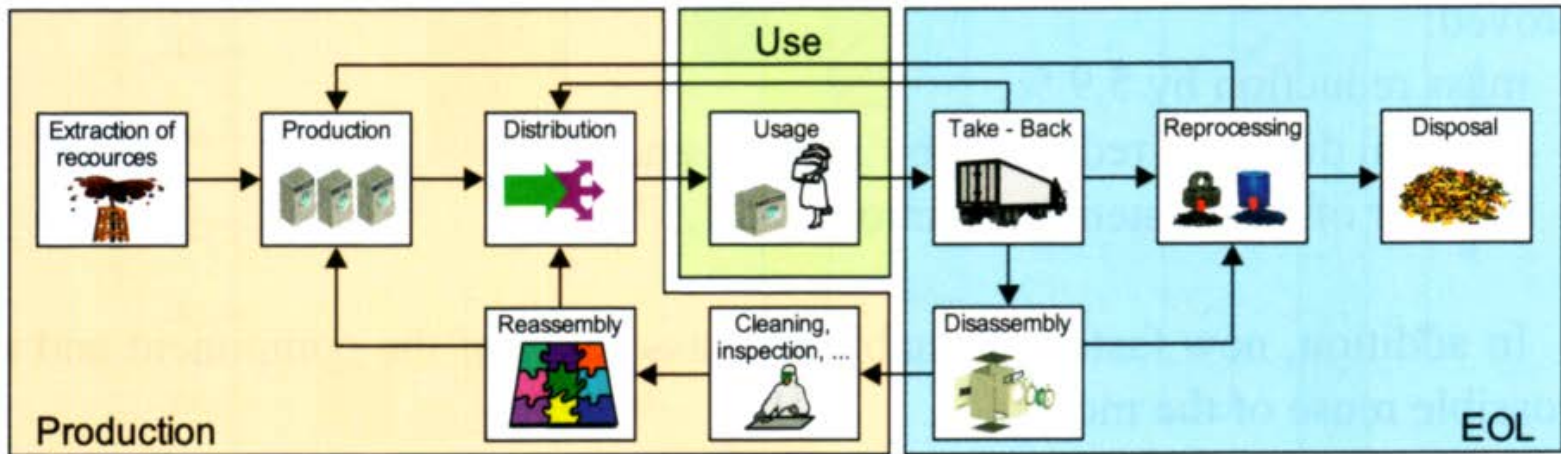 Use
Extraction of
recources
Production
Distribution
Usage
Take - Back
Reprocessing
Disposal
Reassembly
Cleaning,
inspection, ...
Disassembly
Production
EOL